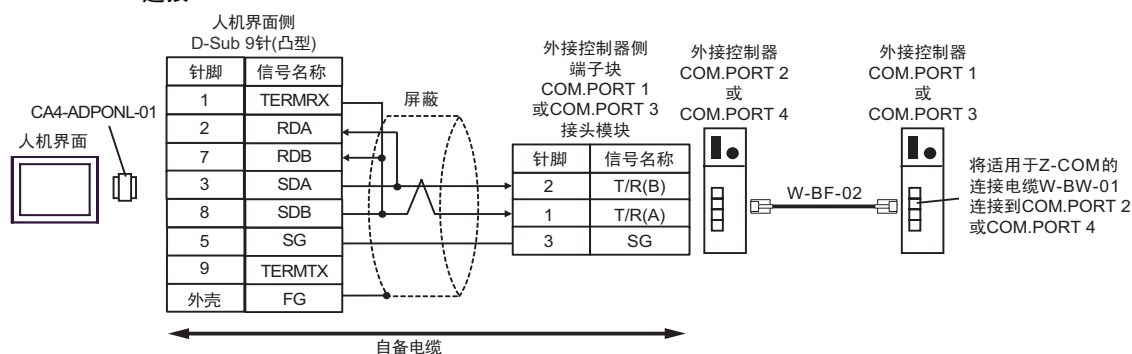 人机界面侧
D-Sub 9针(凸型)
针脚 信号名称
1 TERMRX
2 RDA
7 RDB
3 SDA
8 SDB
5 SG
9 TERMTX
外壳 FG
CA4-ADPONL-01
人机界面
屏蔽
自备电缆
外接控制器侧
端子块
COM.PORT 1
或COM.PORT 3
接头模块
针脚 信号名称
2 T/R(B)
1 T/R(A)
3 SG
外接控制器
COM.PORT 2
或
COM.PORT 4
W-BF-02
外接控制器
COM.PORT 1
或
COM.PORT 3
将适用于Z-COM的
连接电缆W-BW-01
连接到COM.PORT 2
或COM.PORT 4